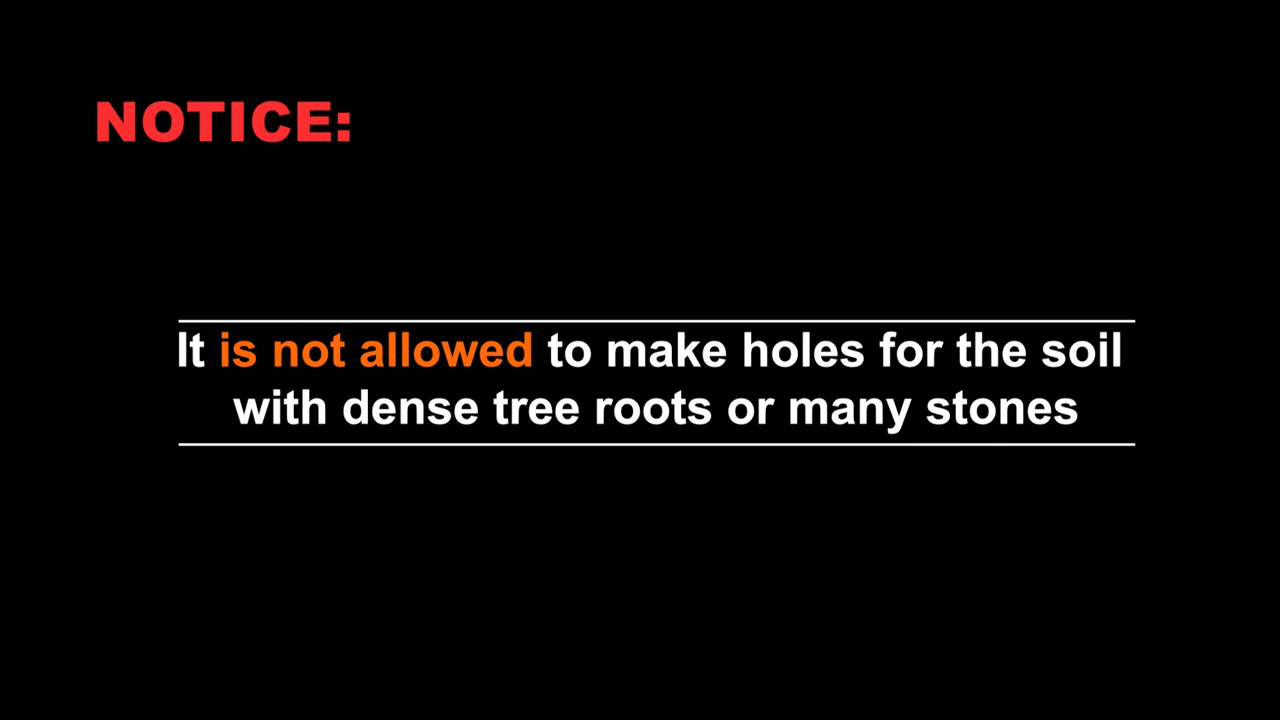 NOTICE:
It is not allowed to make holes for the soil
with dense tree roots or many stones